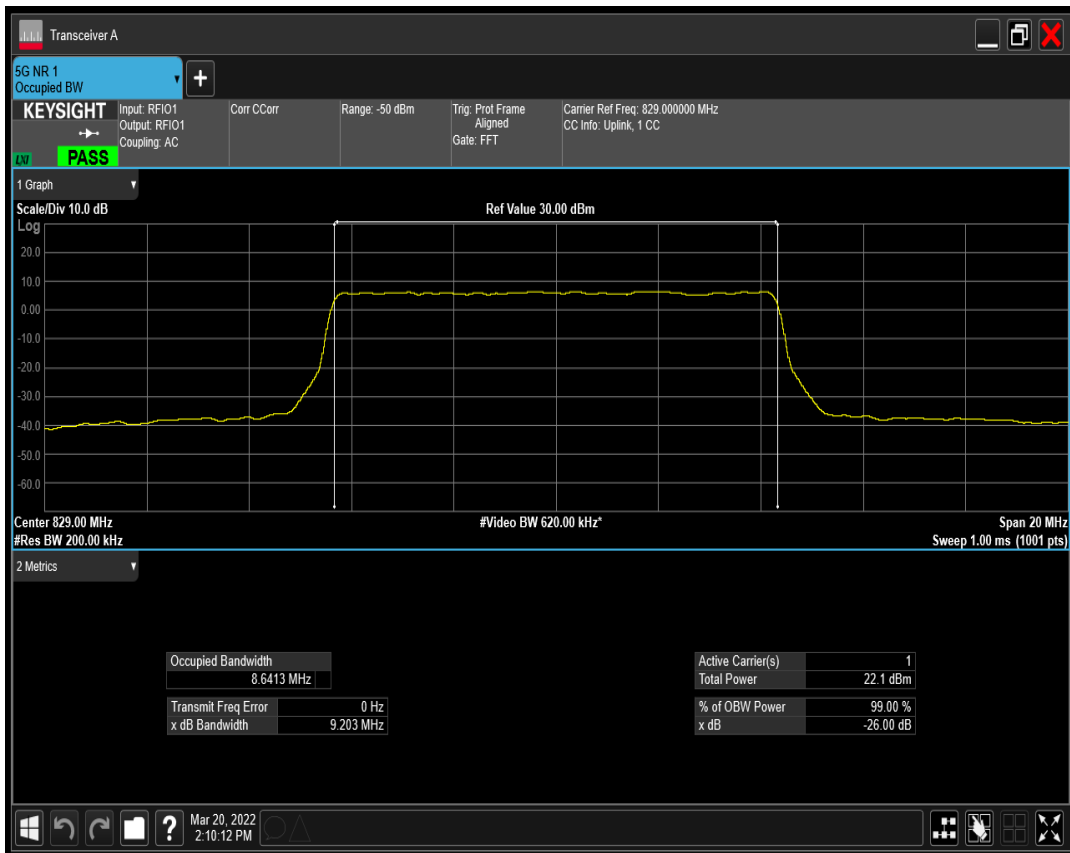 Transceiver A
5G NR 1
Occupied BW
+
KEYSIGHT
LXI
PASS
Input: RFIO1
Output: RFIO1
Coupling: AC
Corr CCorr
Range: -50 dBm
Trig: Prot Frame
Aligned
Gate: FFT
Carrier Ref Freq: 829.000000 MHz
CC Info: Uplink, 1 CC
1 Graph
Scale/Div 10.0 dB
Ref Value 30.00 dBm
Log
20.0
10.0
0.00
-10.0
-20.0
-30.0
-40.0
-50.0
-60.0
Center 829.00 MHz
#Video BW 620.00 kHz*
Span 20 MHz
#Res BW 200.00 kHz
Sweep 1.00 ms (1001 pts)
2 Metrics
Occupied Bandwidth
8.6413 MHz
Transmit Freq Error 0 Hz
x dB Bandwidth 9.203 MHz
Active Carrier(s) 1
Total Power 22.1 dBm
% of OBW Power 99.00 %
x dB -26.00 dB
?
Mar 20, 2022
2:10:12 PM